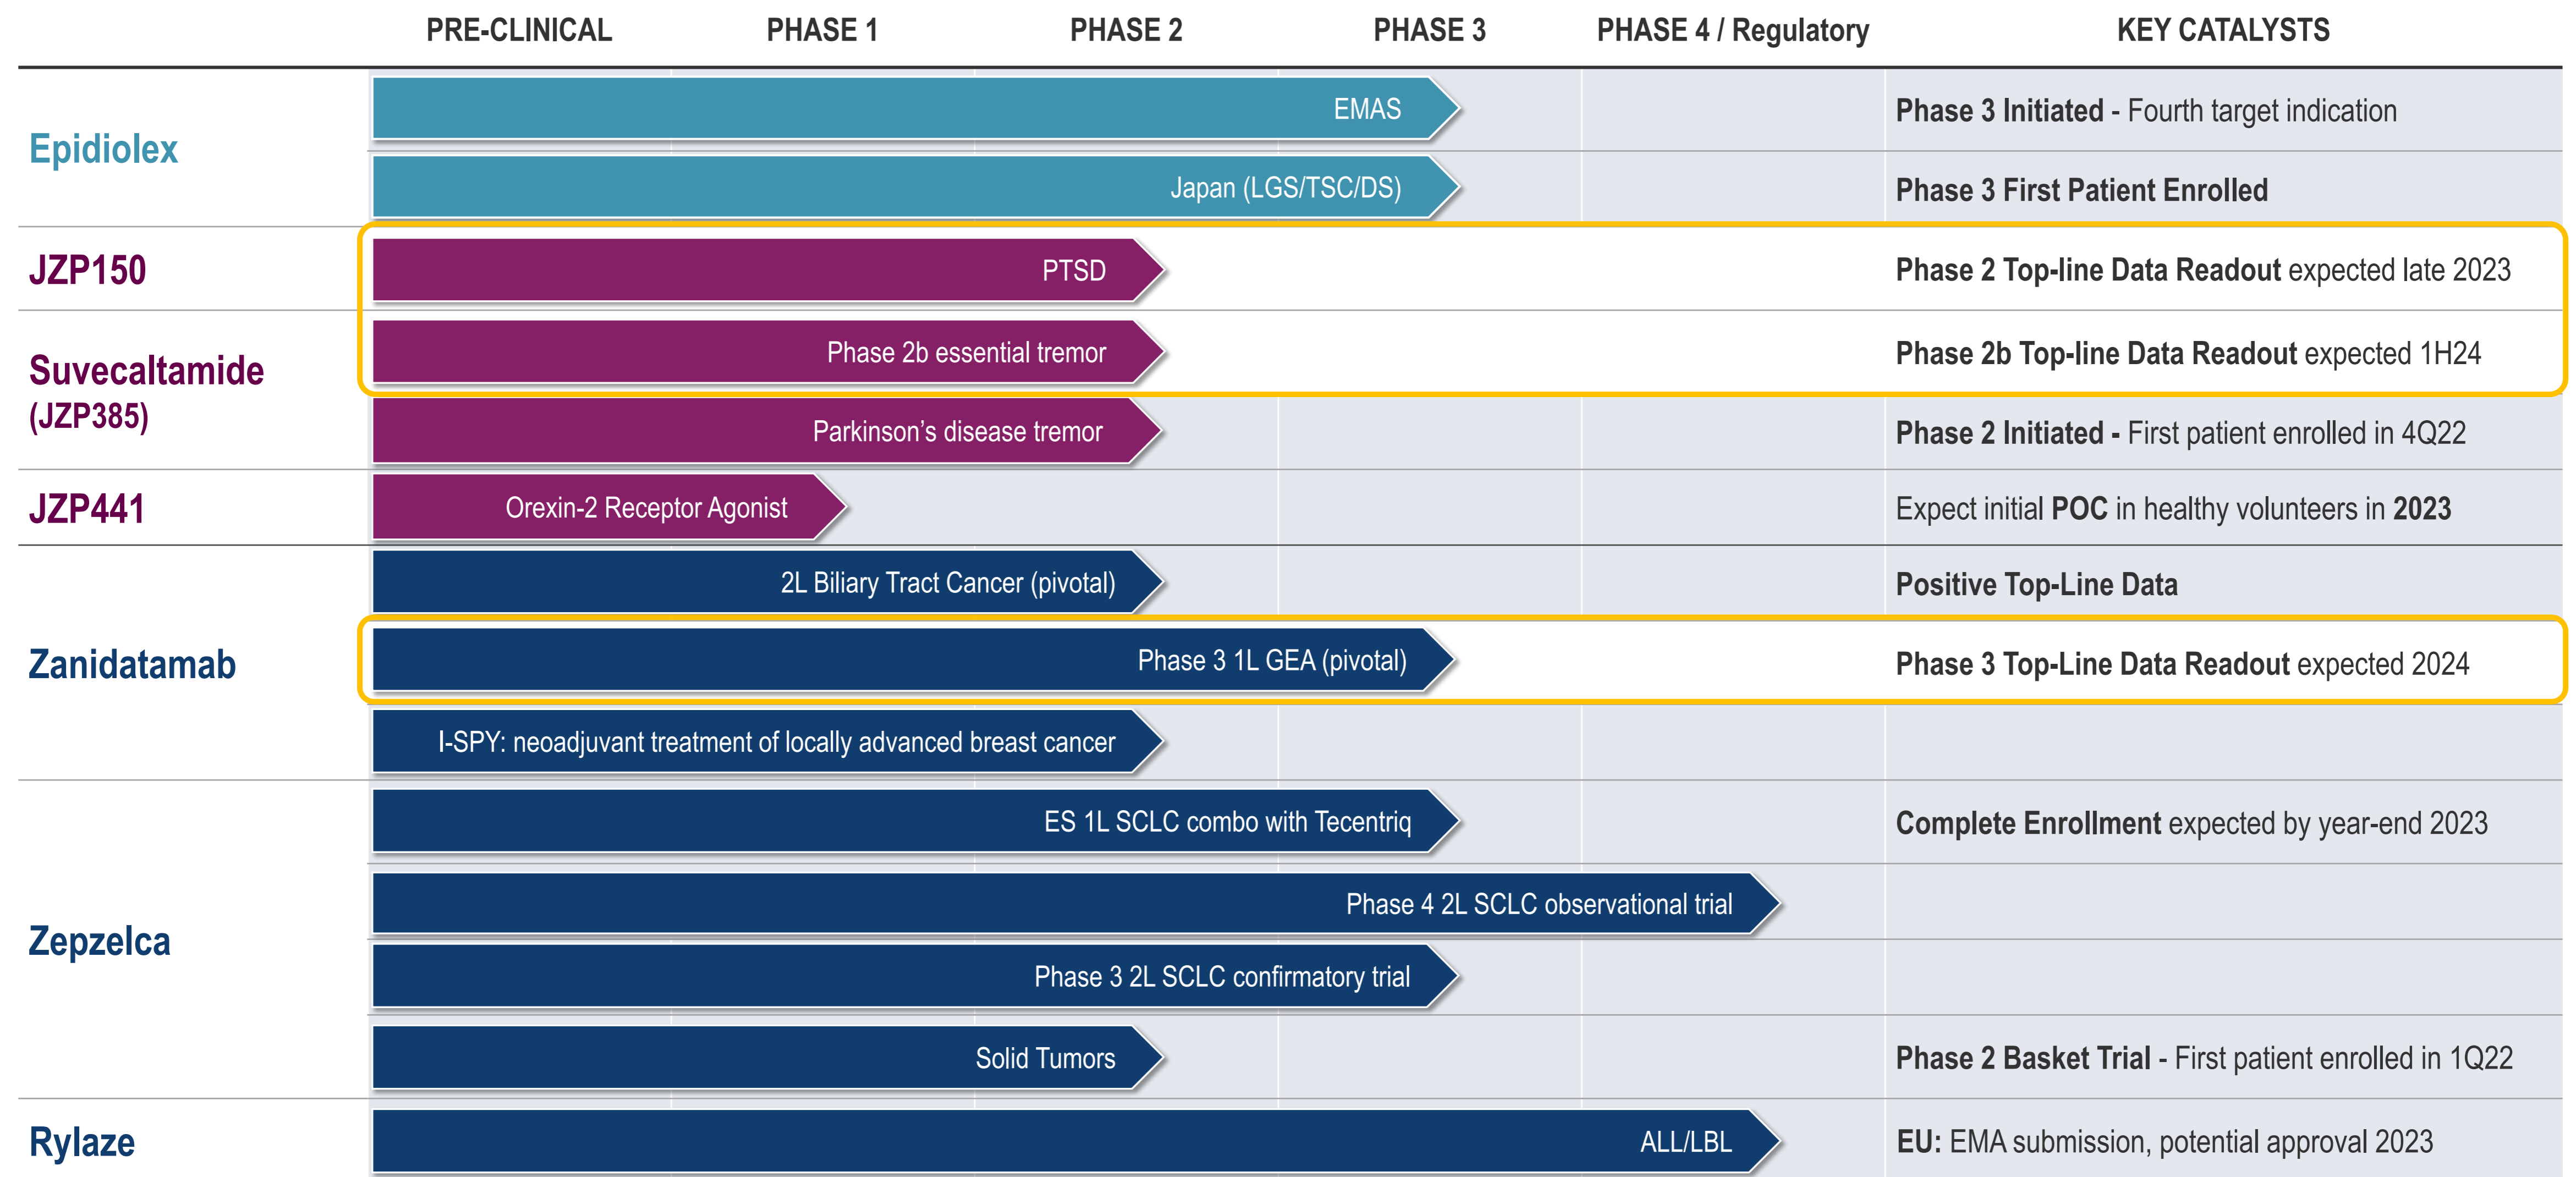 PRE-CLINICAL PHASE 1 PHASE 2 PHASE 3 PHASE 4 / Regulatory KEY CATALYSTS
Epidiolex
EMAS
Phase 3 Initiated - Fourth target indication
Japan (LGS/TSC/DS)
Phase 3 First Patient Enrolled
JZP150
PTSD
Phase 2 Top-line Data Readout expected late 2023
Suvecaltamide
(JZP385)
Phase 2b essential tremor
Phase 2b Top-line Data Readout expected 1H24
Parkinson’s disease tremor
Phase 2 Initiated - First patient enrolled in 4Q22
JZP441
Orexin-2 Receptor Agonist
Expect initial POC in healthy volunteers in 2023
Zanidatamab
2L Biliary Tract Cancer (pivotal)
Positive Top-Line Data
Phase 3 1L GEA (pivotal)
Phase 3 Top-Line Data Readout expected 2024
I-SPY: neoadjuvant treatment of locally advanced breast cancer
Zepzelca
ES 1L SCLC combo with Tecentriq
Complete Enrollment expected by year-end 2023
Phase 4 2L SCLC observational trial
Phase 3 2L SCLC confirmatory trial
Solid Tumors
Phase 2 Basket Trial - First patient enrolled in 1Q22
Rylaze
ALL/LBL
EU: EMA submission, potential approval 2023